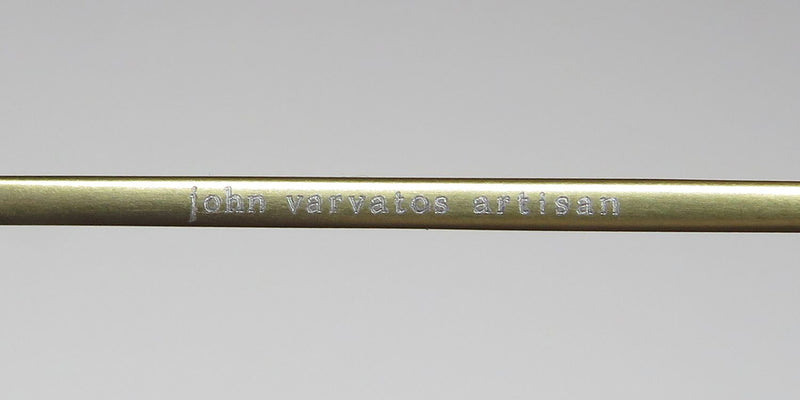 john varvatos artisan